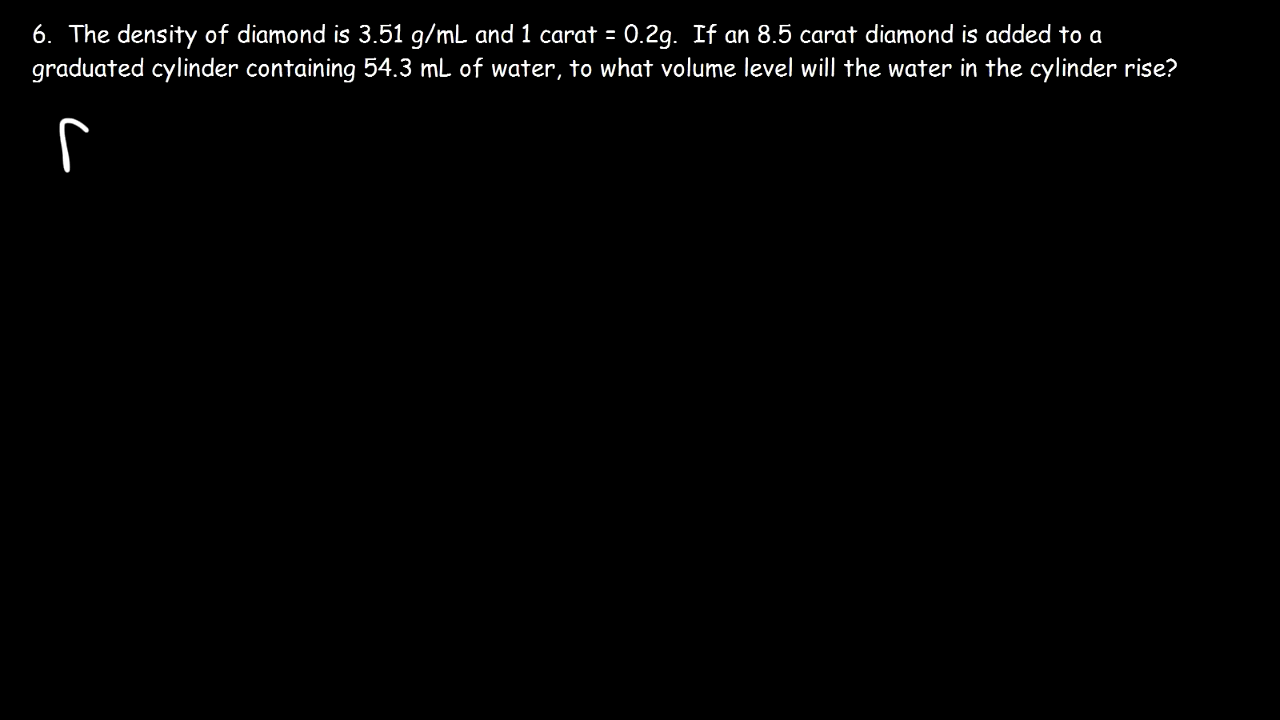 6. The density of diamond is 3.51 g/mL and 1 carat = 0.2g. If an 8.5 carat diamond is added to a
graduated cylinder containing 54.3 mL of water, to what volume level will the water in the cylinder rise?